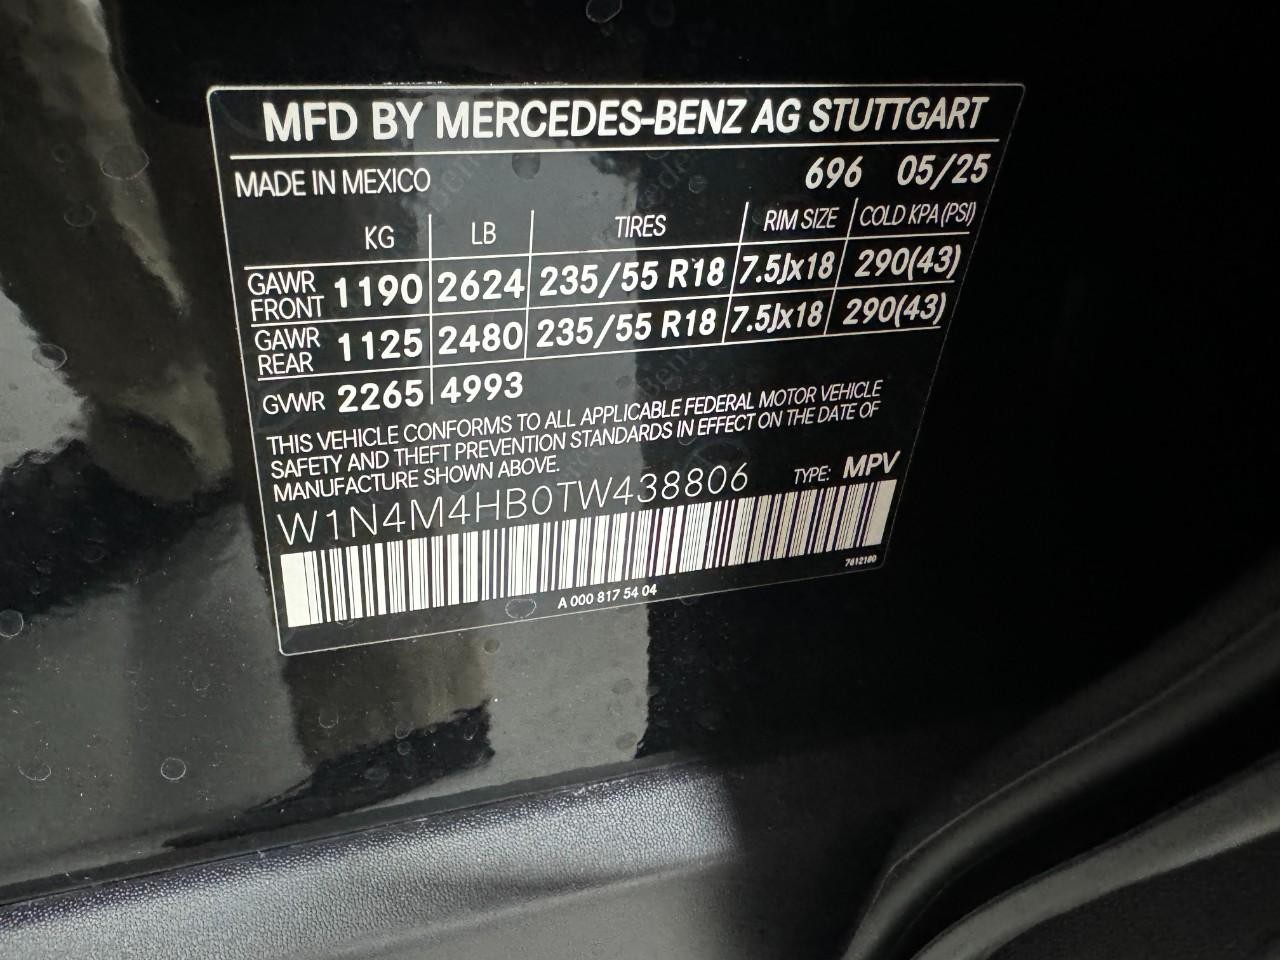 MFD BY MERCEDES-BENZ AG STUTTGART
MADE IN MEXICO 696 05/25
KG LB TIRES RIM SIZE COLD KPA (PSI)
GAWR FRONT 1190 2624 235/55 R18 7.5Jx18 290(43)
GAWR REAR 1125 2480 235/55 R18 7.5Jx18 290(43)
GVWR 2265 4993
THIS VEHICLE CONFORMS TO ALL APPLICABLE FEDERAL MOTOR VEHICLE
SAFETY AND THEFT PREVENTION STANDARDS IN EFFECT ON THE DATE OF
MANUFACTURE SHOWN ABOVE.
W1N4M4HB0TW438806 TYPE: MPV
7612180
A 000 817 54 04